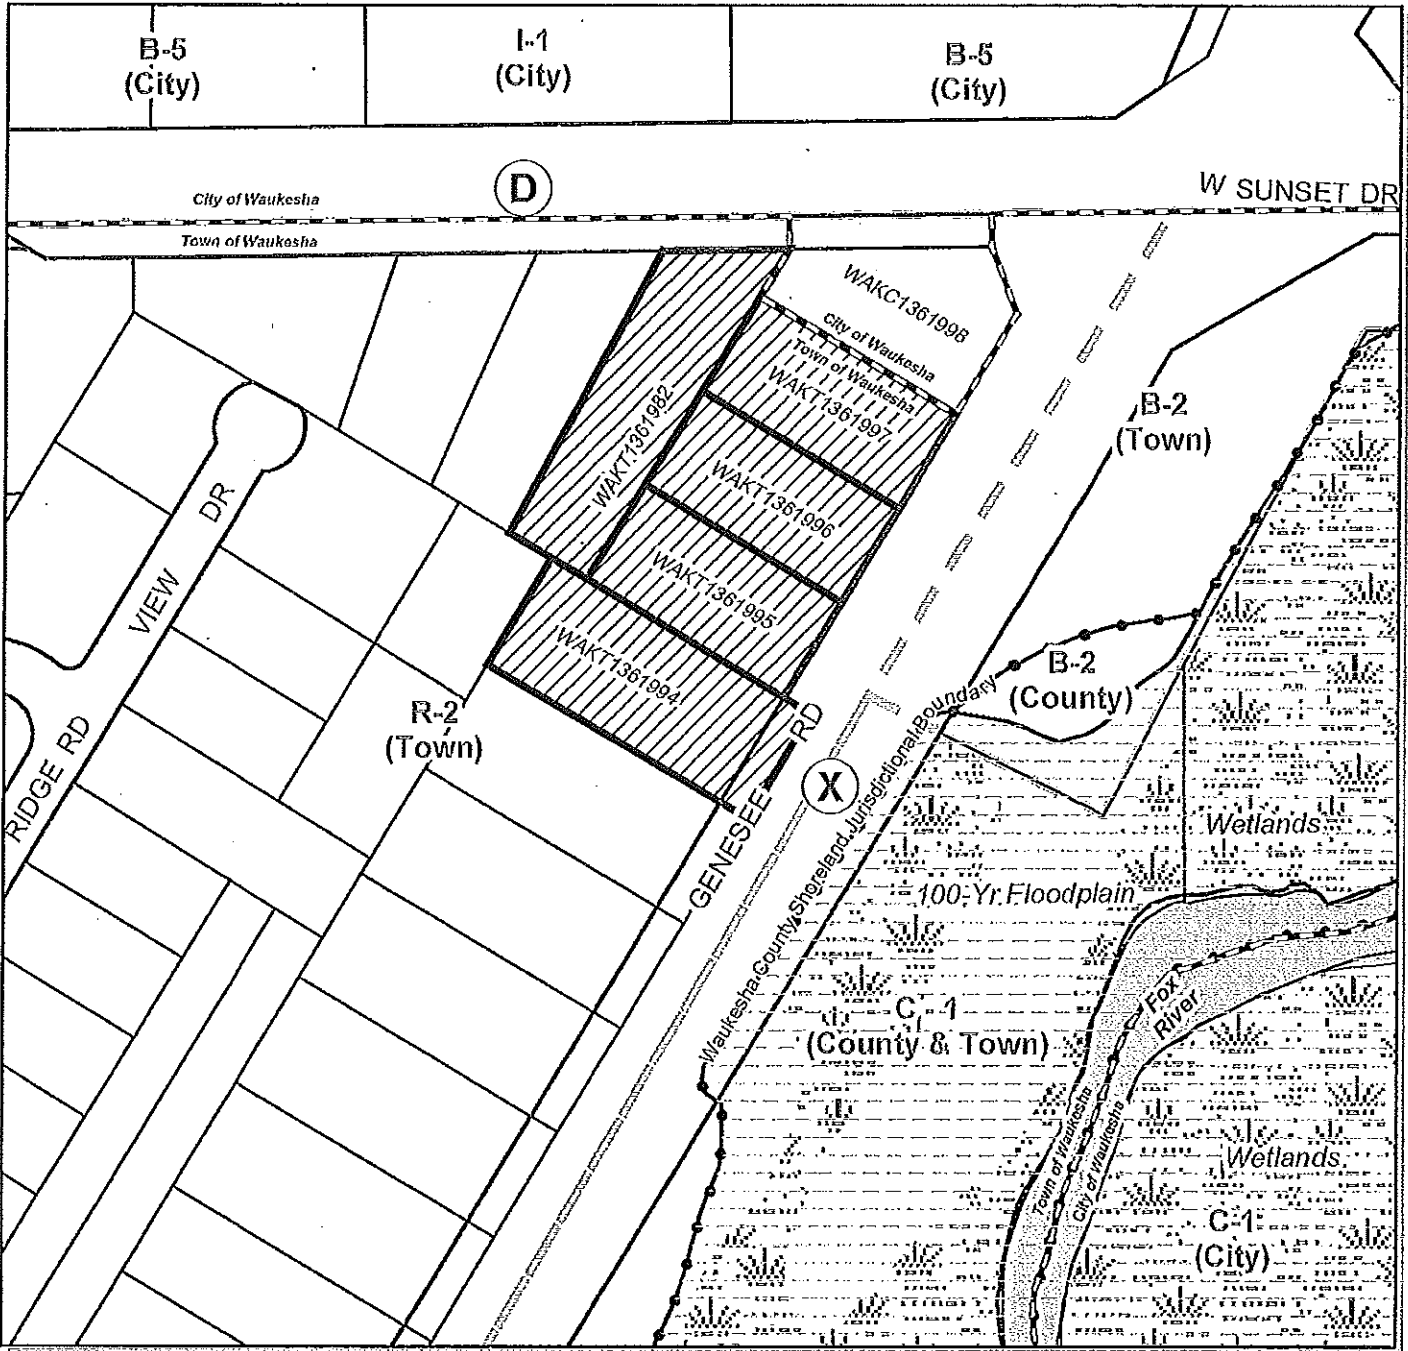 B-5
(City)
I-1
(City)
B-5
(City)
W SUNSET DR
D
City of Waukesha
Town of Waukesha
WAKC1361998
City of Waukesha
Town of Waukesha
WAKT1361997
WAKT1361982
WAKT1361996
WAKT1361995
WAKT1361994
B-2
(Town)
B-2
(County)
VIEW DR
RIDGE RD
R-2
(Town)
GENESEE RD
X
Waukesha County Shoreland Jurisdictional Boundary
Wetlands
100-Yr.Floodplain
C-1
(County & Town)
Fox
River
Town of Waukesha
City of Waukesha
Wetlands
C-1
(City)